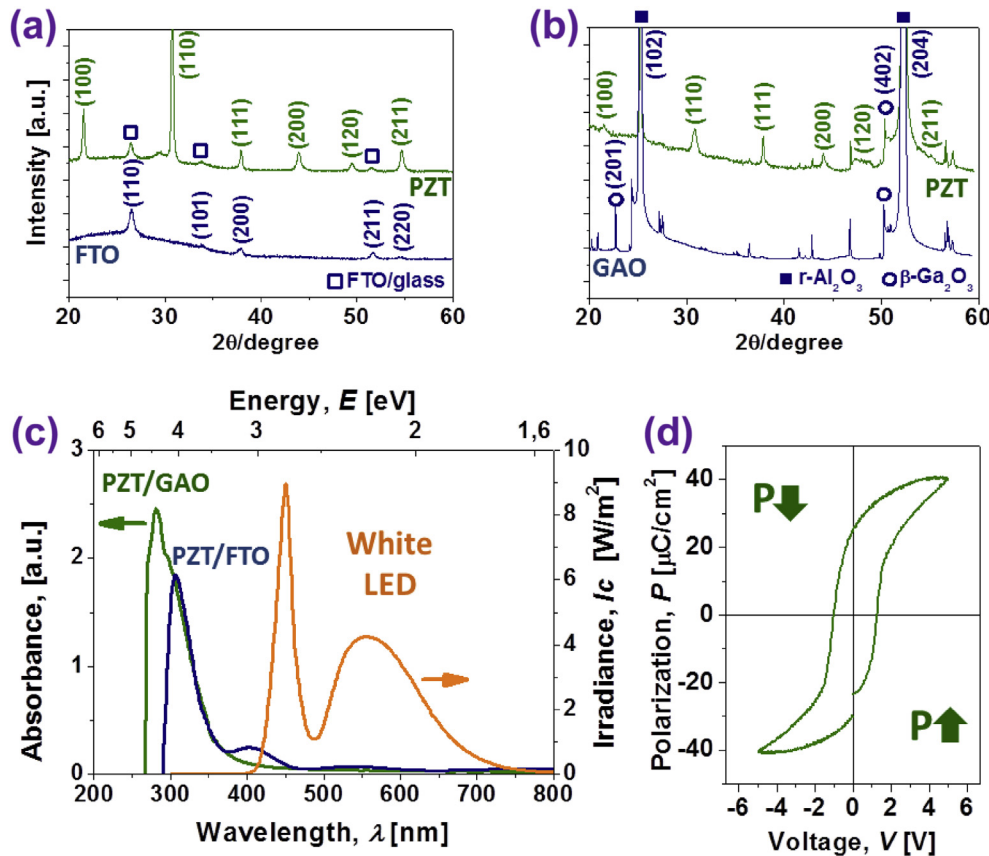 (a)
Intensity [a.u.]
(100)
(110)
(111)
(200)
(120)
(211)
PZT
(110)
(101)
(200)
(211)
(220)
FTO
FTO/glass
20 30 40 50 60
2θ/degree
(b)
(102)
(204)
(100)
(110)
(111)
(200)
(120)
(402)
(211)
PZT
(201)
GAO
r-Al2O3
β-Ga2O3
20 30 40 50 60
2θ/degree
(c)
Energy, E [eV]
6 5 4 3 2 1,6
3
2
1
0
Absorbance, [a.u.]
PZT/GAO
PZT/FTO
White
LED
10
8
6
4
2
0
Irradiance, Ic [W/m2]
200 300 400 500 600 700 800
Wavelength, λ [nm]
(d)
P
P
40
20
0
-20
-40
Polarization, P [μC/cm2]
-6 -4 -2 0 2 4 6
Voltage, V [V]